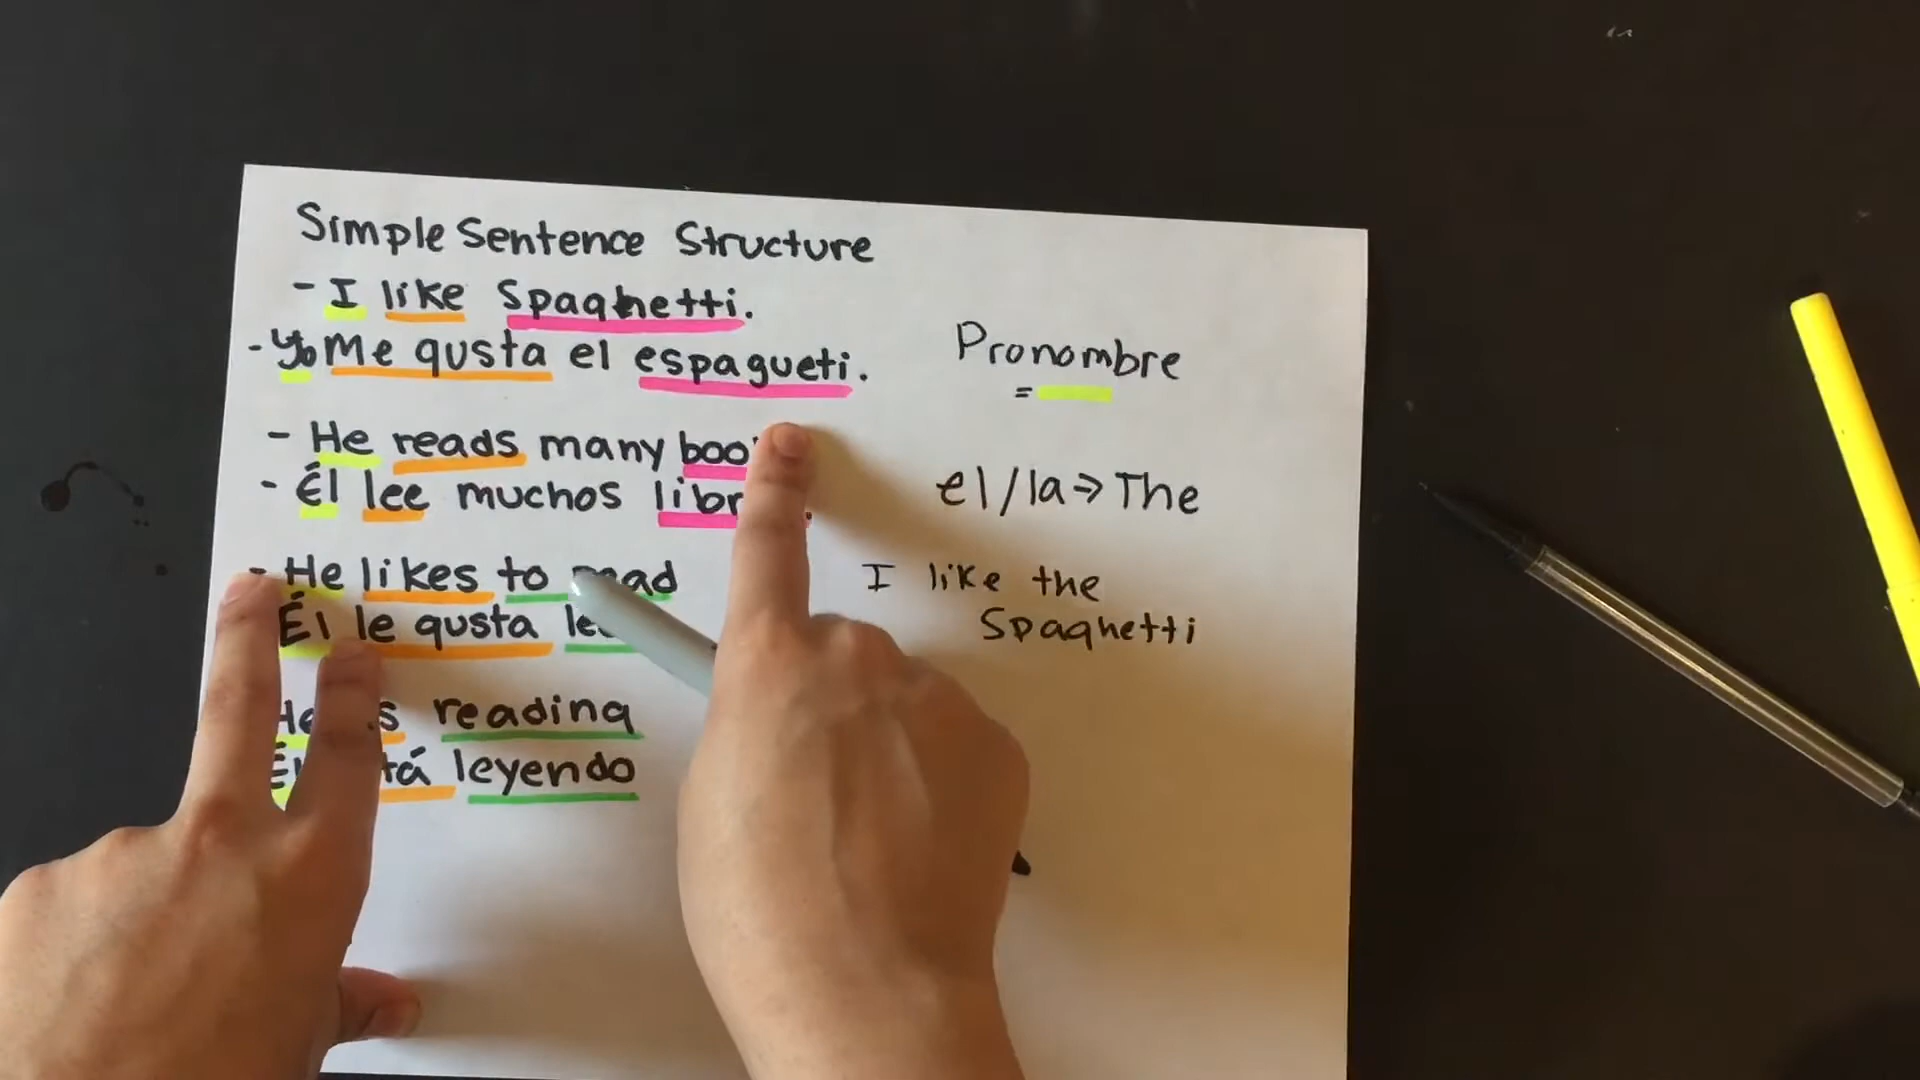 Simple Sentence Structure
- I like Spaghetti.
- Yo Me gusta el espagueti.
- He reads many
- Él lee muchos
- He likes to
Él le gusta
reading
leyendo
Pronombre
=
el/la → The
I like the
Spaghetti